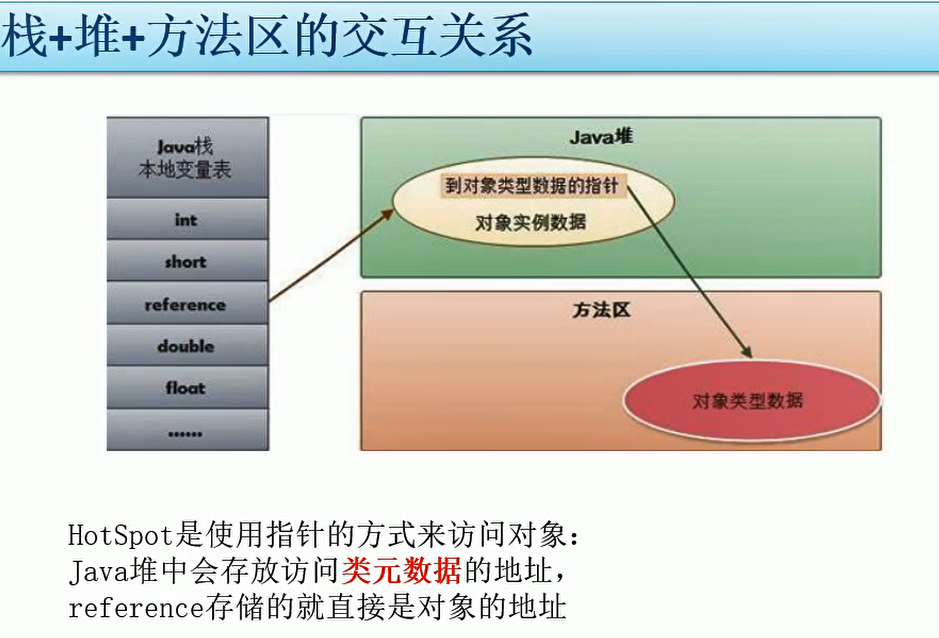 栈+堆+方法区的交互关系
Java栈
本地变量表
int
short
reference
double
float
......
Java堆
到对象类型数据的指针
对象实例数据
方法区
对象类型数据
HotSpot是使用指针的方式来访问对象：
Java堆中会存放访问类元数据的地址，
reference存储的就直接是对象的地址